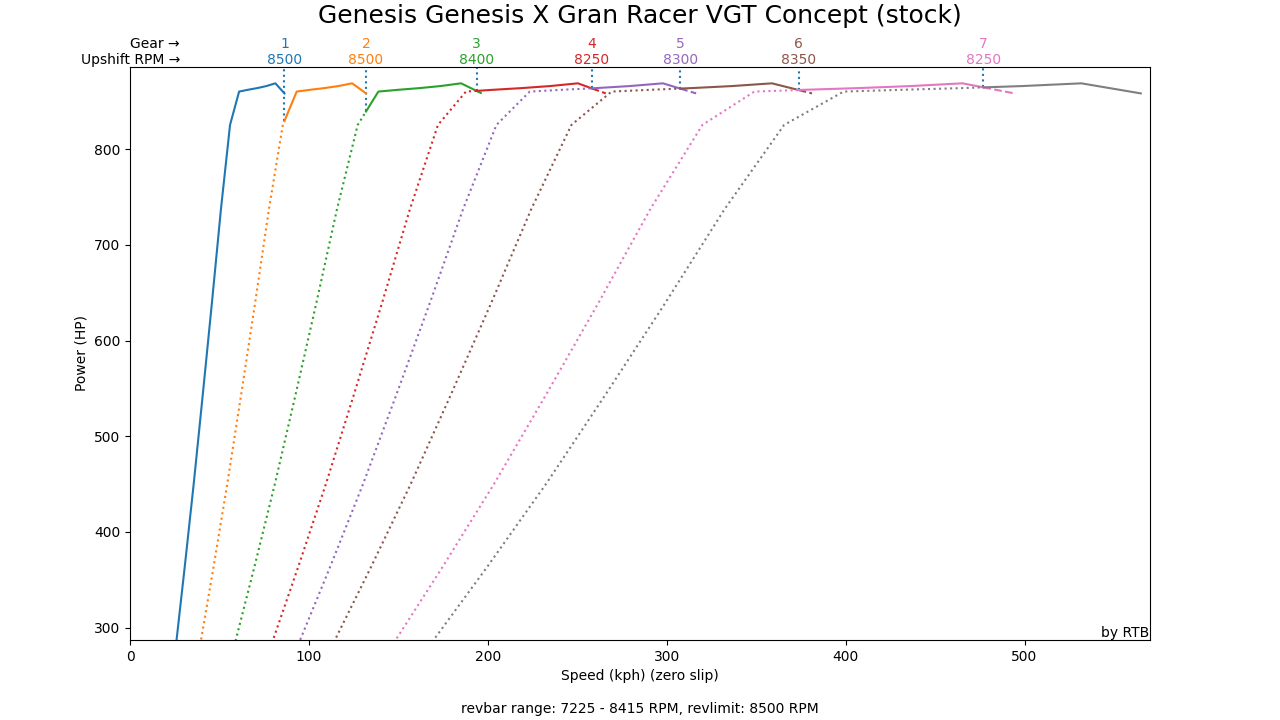 Genesis Genesis X Gran Racer VGT Concept (stock)
Gear → 1 2 3 4 5 6 7
Upshift RPM → 8500 8500 8400 8250 8300 8350 8250
800
700
600
500
400
300
Power (HP)
by RTB
0 100 200 300 400 500
Speed (kph) (zero slip)
revbar range: 7225 - 8415 RPM, revlimit: 8500 RPM